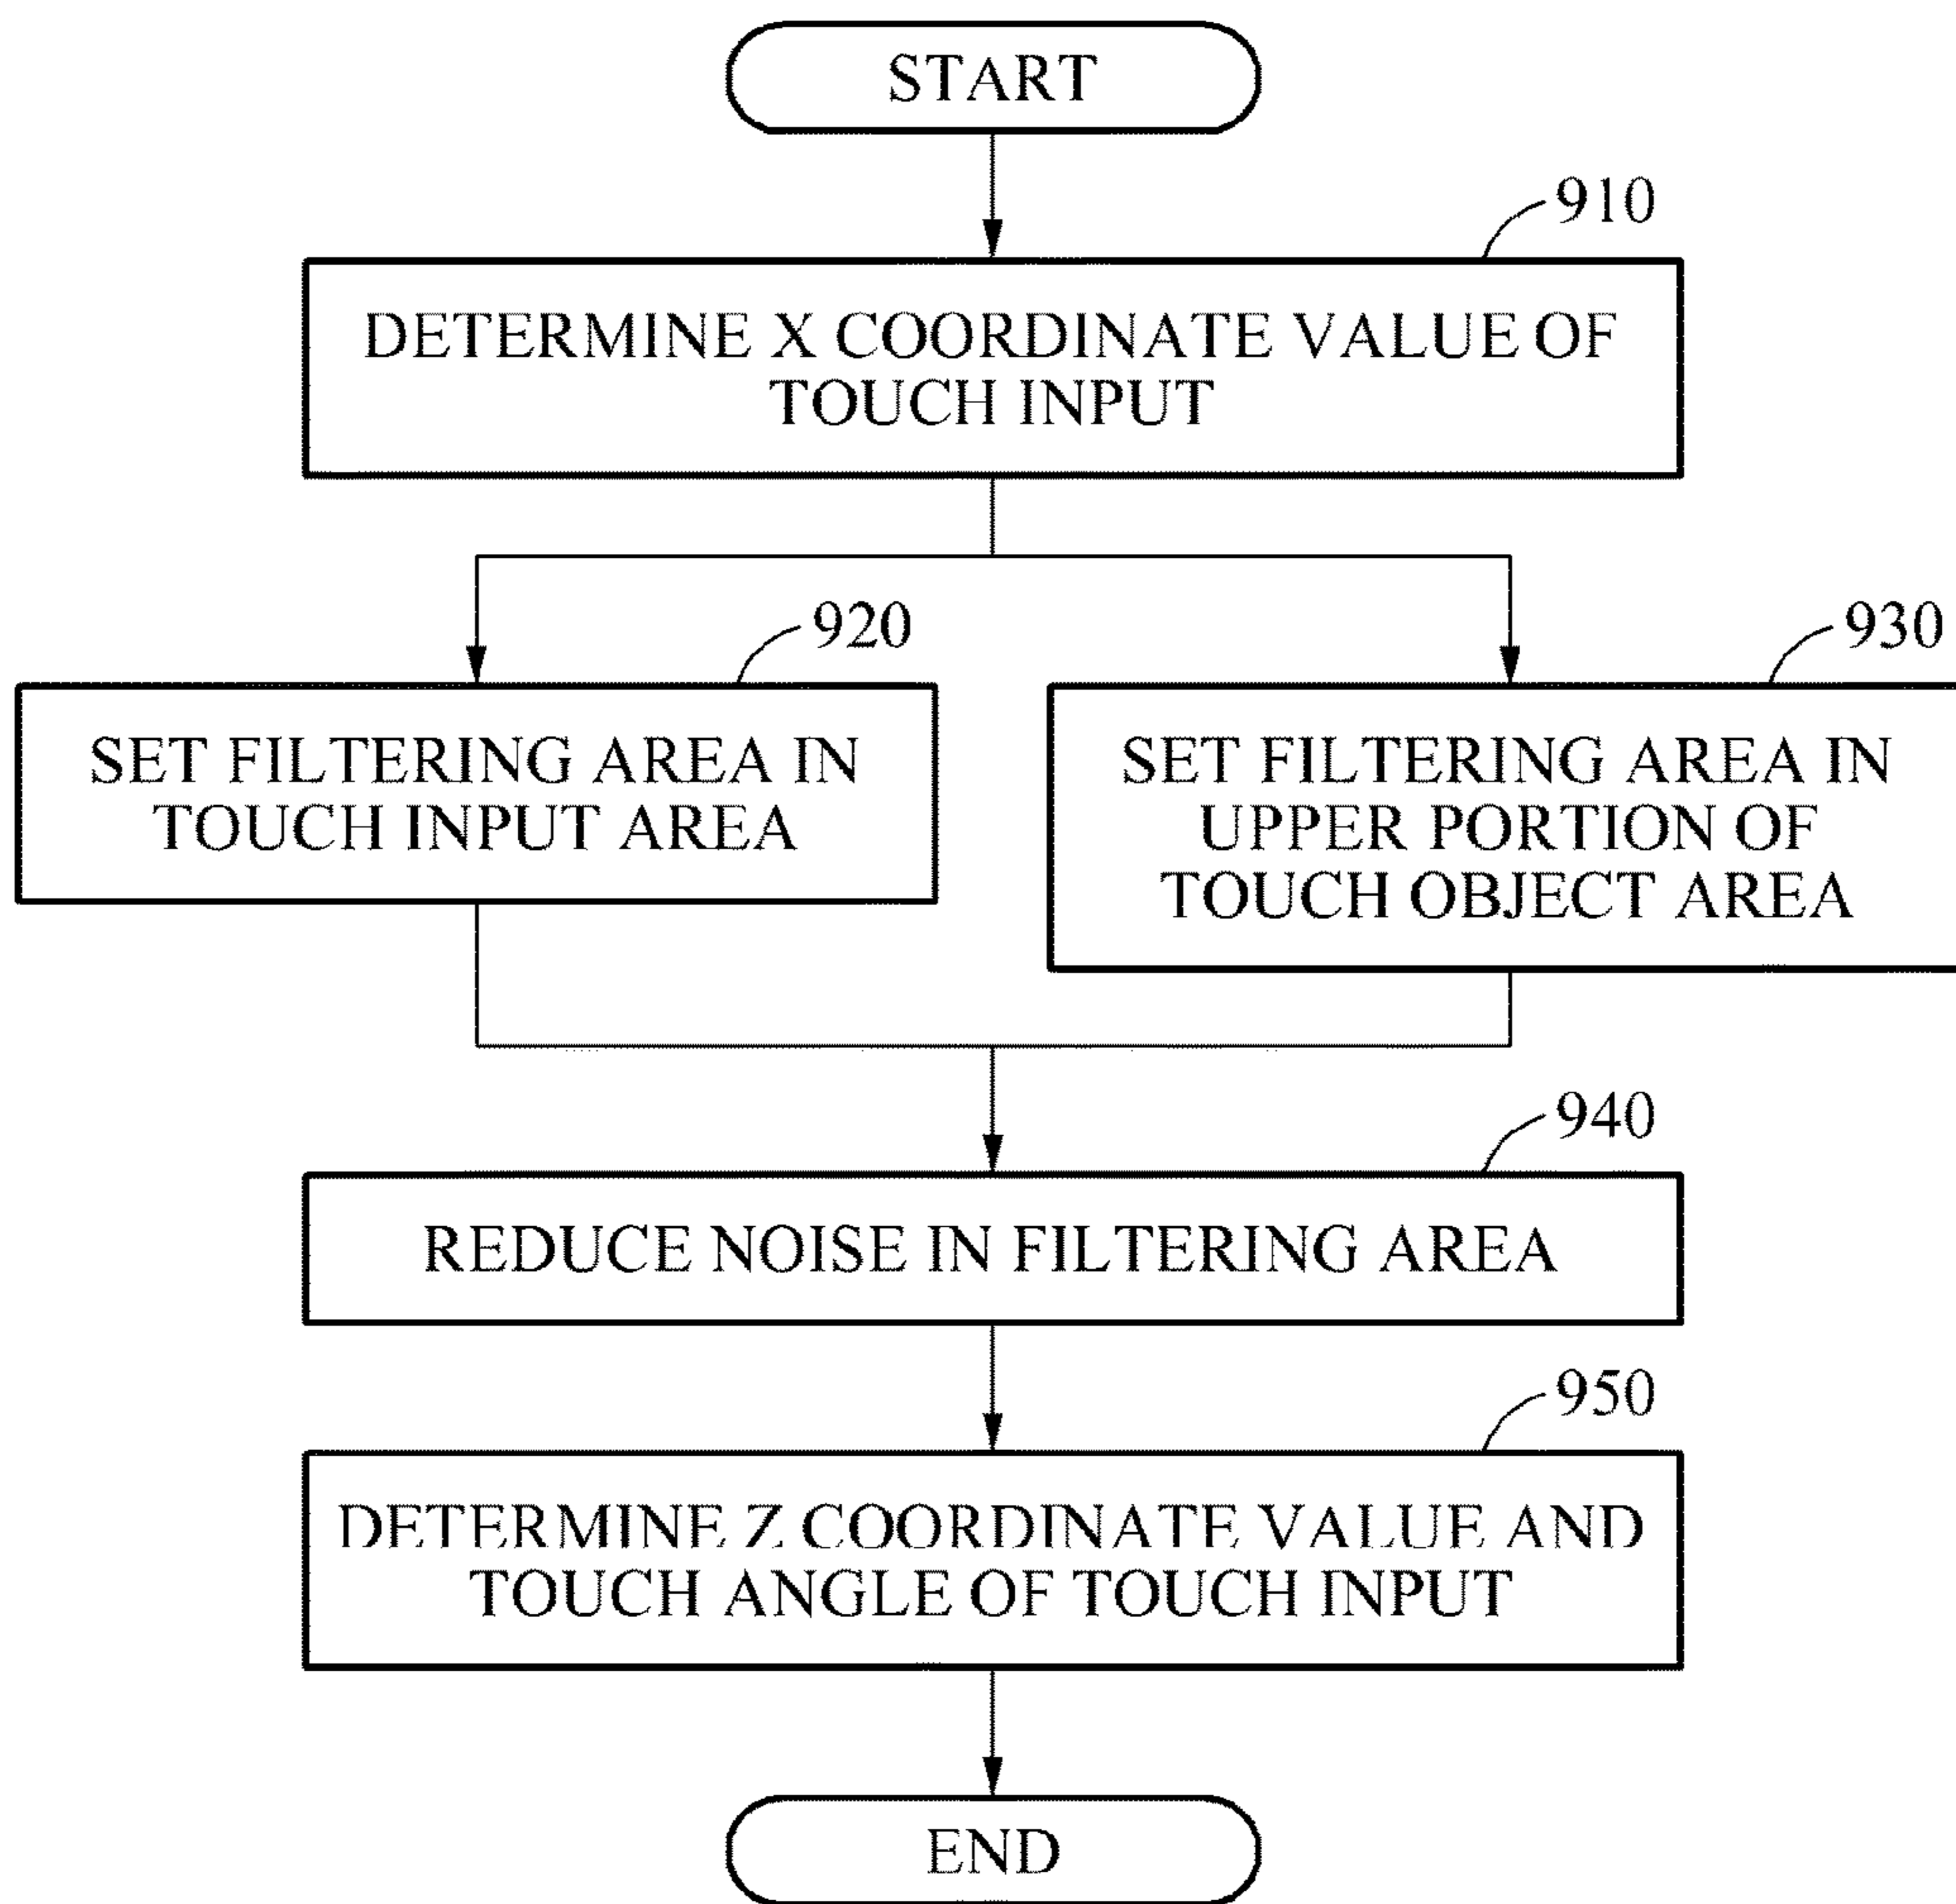 START
910
DETERMINE X COORDINATE VALUE OF
TOUCH INPUT
920
SET FILTERING AREA IN
TOUCH INPUT AREA
930
SET FILTERING AREA IN
UPPER PORTION OF
TOUCH OBJECT AREA
940
REDUCE NOISE IN FILTERING AREA
950
DETERMINE Z COORDINATE VALUE AND
TOUCH ANGLE OF TOUCH INPUT
END